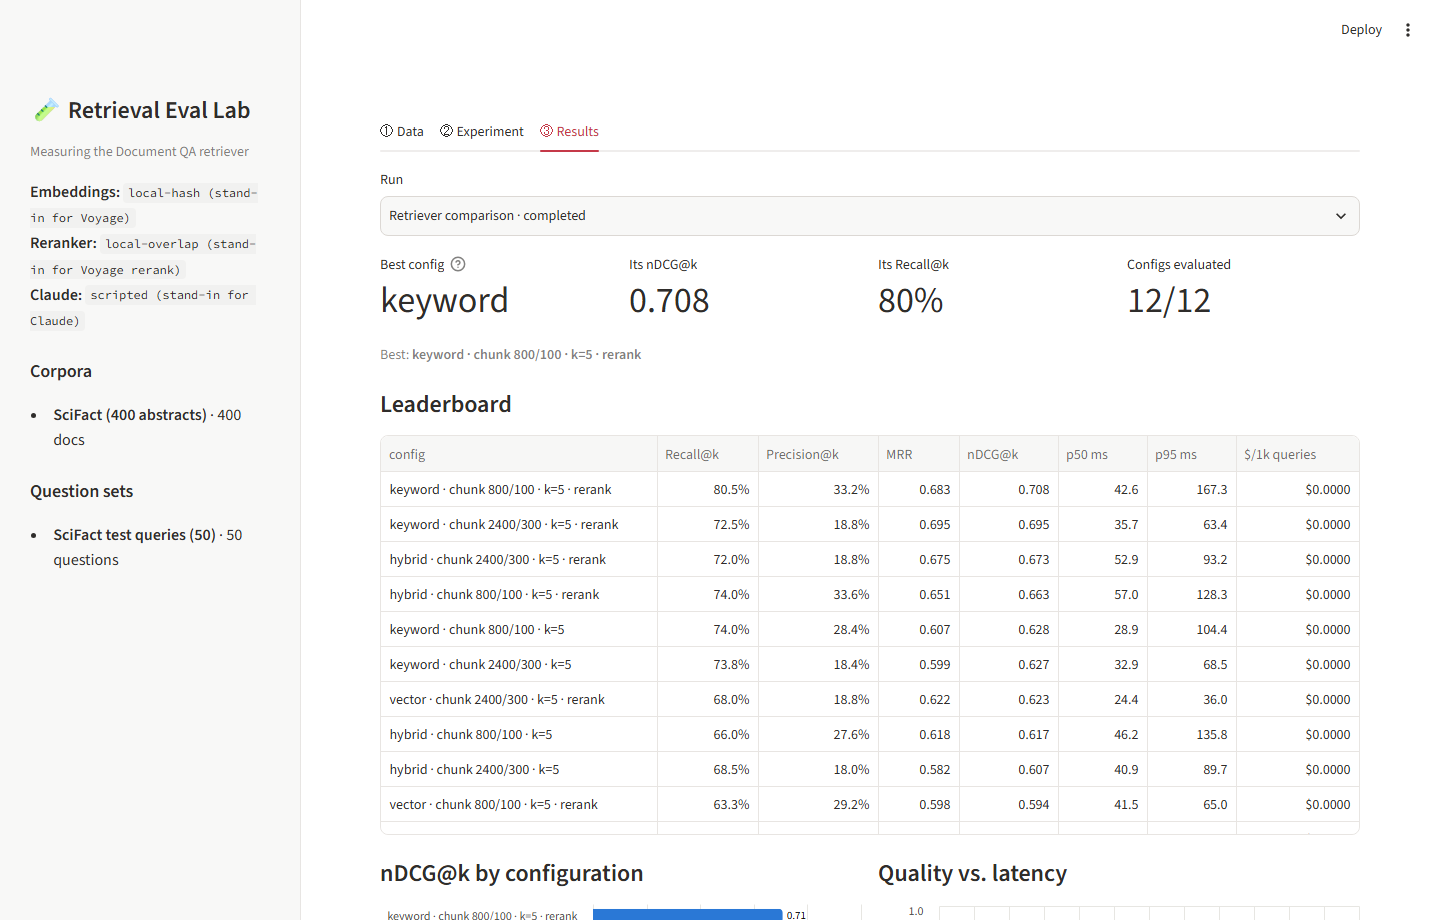 Deploy
Retrieval Eval Lab
Measuring the Document QA retriever
Embeddings: local-hash (stand-
in for Voyage)
Reranker: local-overlap (stand-
in for Voyage rerank)
Claude: scripted (stand-in for
Claude)
Corpora
• SciFact (400 abstracts) · 400
docs
Question sets
• SciFact test queries (50) · 50
questions
① Data ② Experiment ③ Results
Run
Retriever comparison · completed
Best config Its nDCG@k Its Recall@k Configs evaluated
keyword 0.708 80% 12/12
Best: keyword · chunk 800/100 · k=5 · rerank
Leaderboard
config Recall@k Precision@k MRR nDCG@k p50 ms p95 ms $/1k queries
keyword · chunk 800/100 · k=5 · rerank 80.5% 33.2% 0.683 0.708 42.6 167.3 $0.0000
keyword · chunk 2400/300 · k=5 · rerank 72.5% 18.8% 0.695 0.695 35.7 63.4 $0.0000
hybrid · chunk 2400/300 · k=5 · rerank 72.0% 18.8% 0.675 0.673 52.9 93.2 $0.0000
hybrid · chunk 800/100 · k=5 · rerank 74.0% 33.6% 0.651 0.663 57.0 128.3 $0.0000
keyword · chunk 800/100 · k=5 74.0% 28.4% 0.607 0.628 28.9 104.4 $0.0000
keyword · chunk 2400/300 · k=5 73.8% 18.4% 0.599 0.627 32.9 68.5 $0.0000
vector · chunk 2400/300 · k=5 · rerank 68.0% 18.8% 0.622 0.623 24.4 36.0 $0.0000
hybrid · chunk 800/100 · k=5 66.0% 27.6% 0.618 0.617 46.2 135.8 $0.0000
hybrid · chunk 2400/300 · k=5 68.5% 18.0% 0.582 0.607 40.9 89.7 $0.0000
vector · chunk 800/100 · k=5 · rerank 63.3% 29.2% 0.598 0.594 41.5 65.0 $0.0000
nDCG@k by configuration
keyword · chunk 800/100 · k=5 · rerank 0.71
Quality vs. latency
1.0